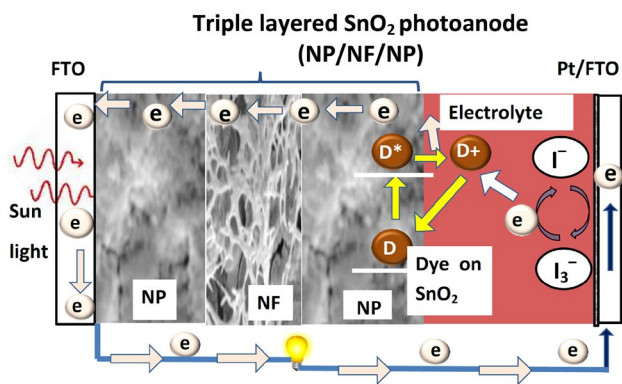 Triple layered SnO₂ photoanode
(NP/NF/NP)
FTO
Pt/FTO
e
e
e
e
e
e
Electrolyte
D*
D+
I⁻
e
Sun
light
e
e
D
I₃⁻
Dye on
SnO₂
NP
NF
NP
e
e
e
e